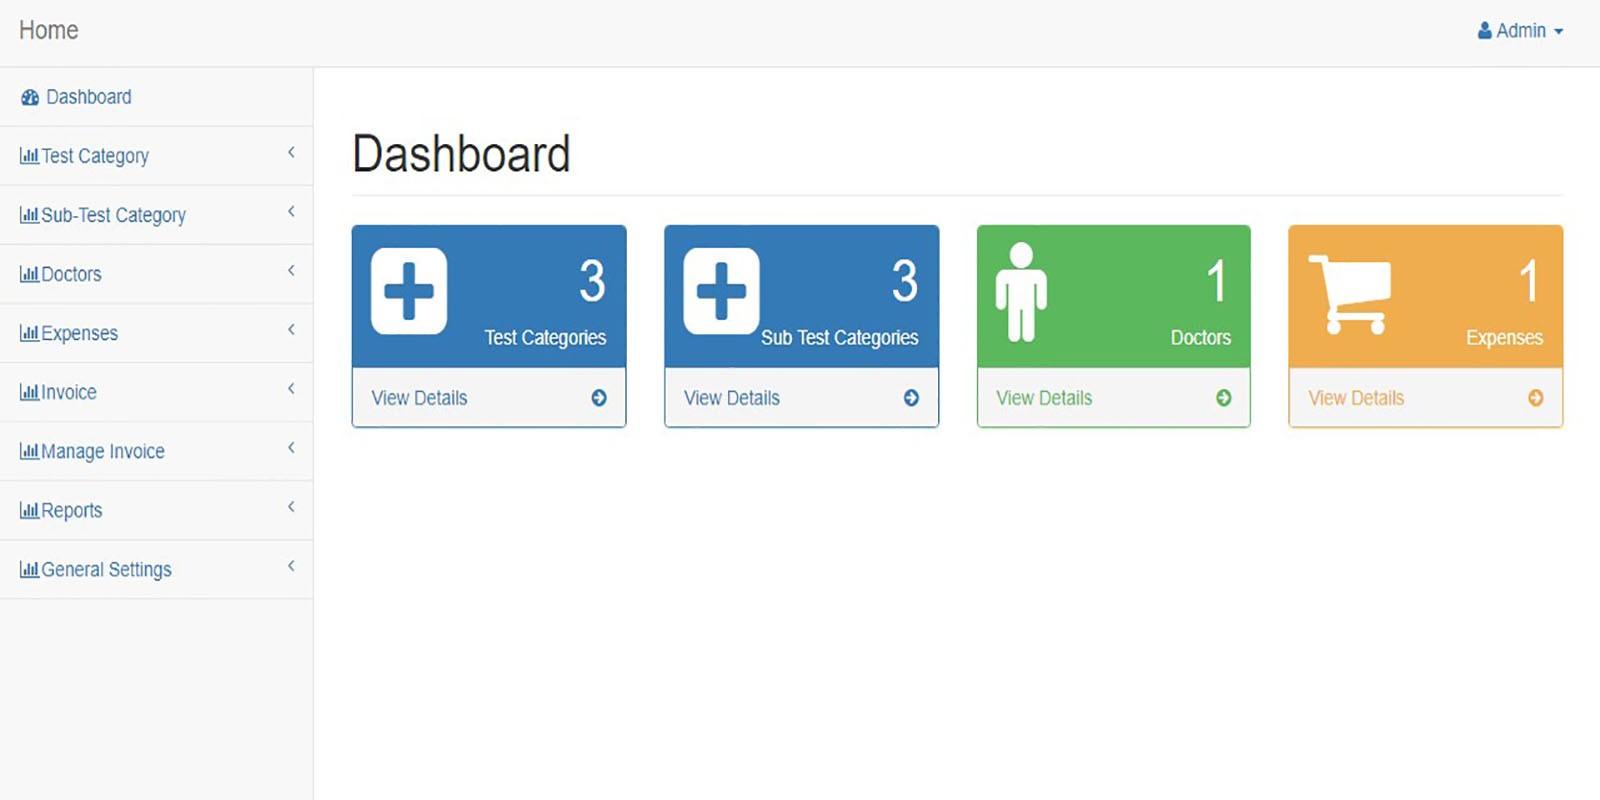 Home
Admin
Dashboard
Test Category
Sub-Test Category
Doctors
Expenses
Invoice
Manage Invoice
Reports
General Settings
Dashboard
3
Test Categories
View Details
3
Sub Test Categories
View Details
1
Doctors
View Details
1
Expenses
View Details